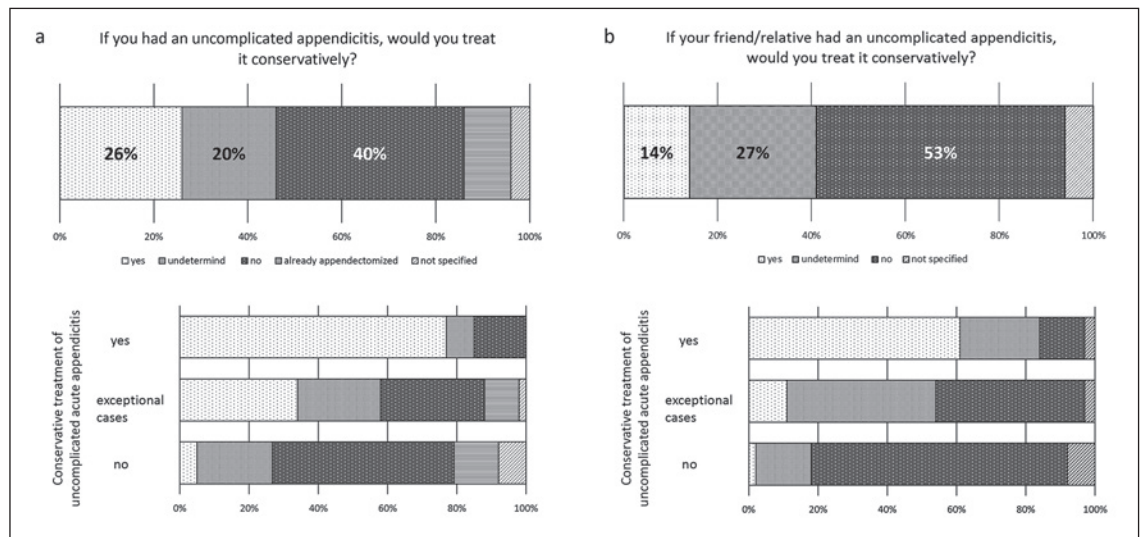 a
If you had an uncomplicated appendicitis, would you treat
it conservatively?
26% 20% 40%
0% 20% 40% 60% 80% 100%
yes undetermind no already appendectomized not specified
Conservative treatment of
uncomplicated acute appendicitis
yes
exceptional
cases
no
0% 20% 40% 60% 80% 100%
b
If your friend/relative had an uncomplicated appendicitis,
would you treat it conservatively?
14% 27% 53%
0% 20% 40% 60% 80% 100%
yes undetermind no not specified
Conservative treatment of
uncomplicated acute appendicitis
yes
exceptional
cases
no
0% 20% 40% 60% 80% 100%